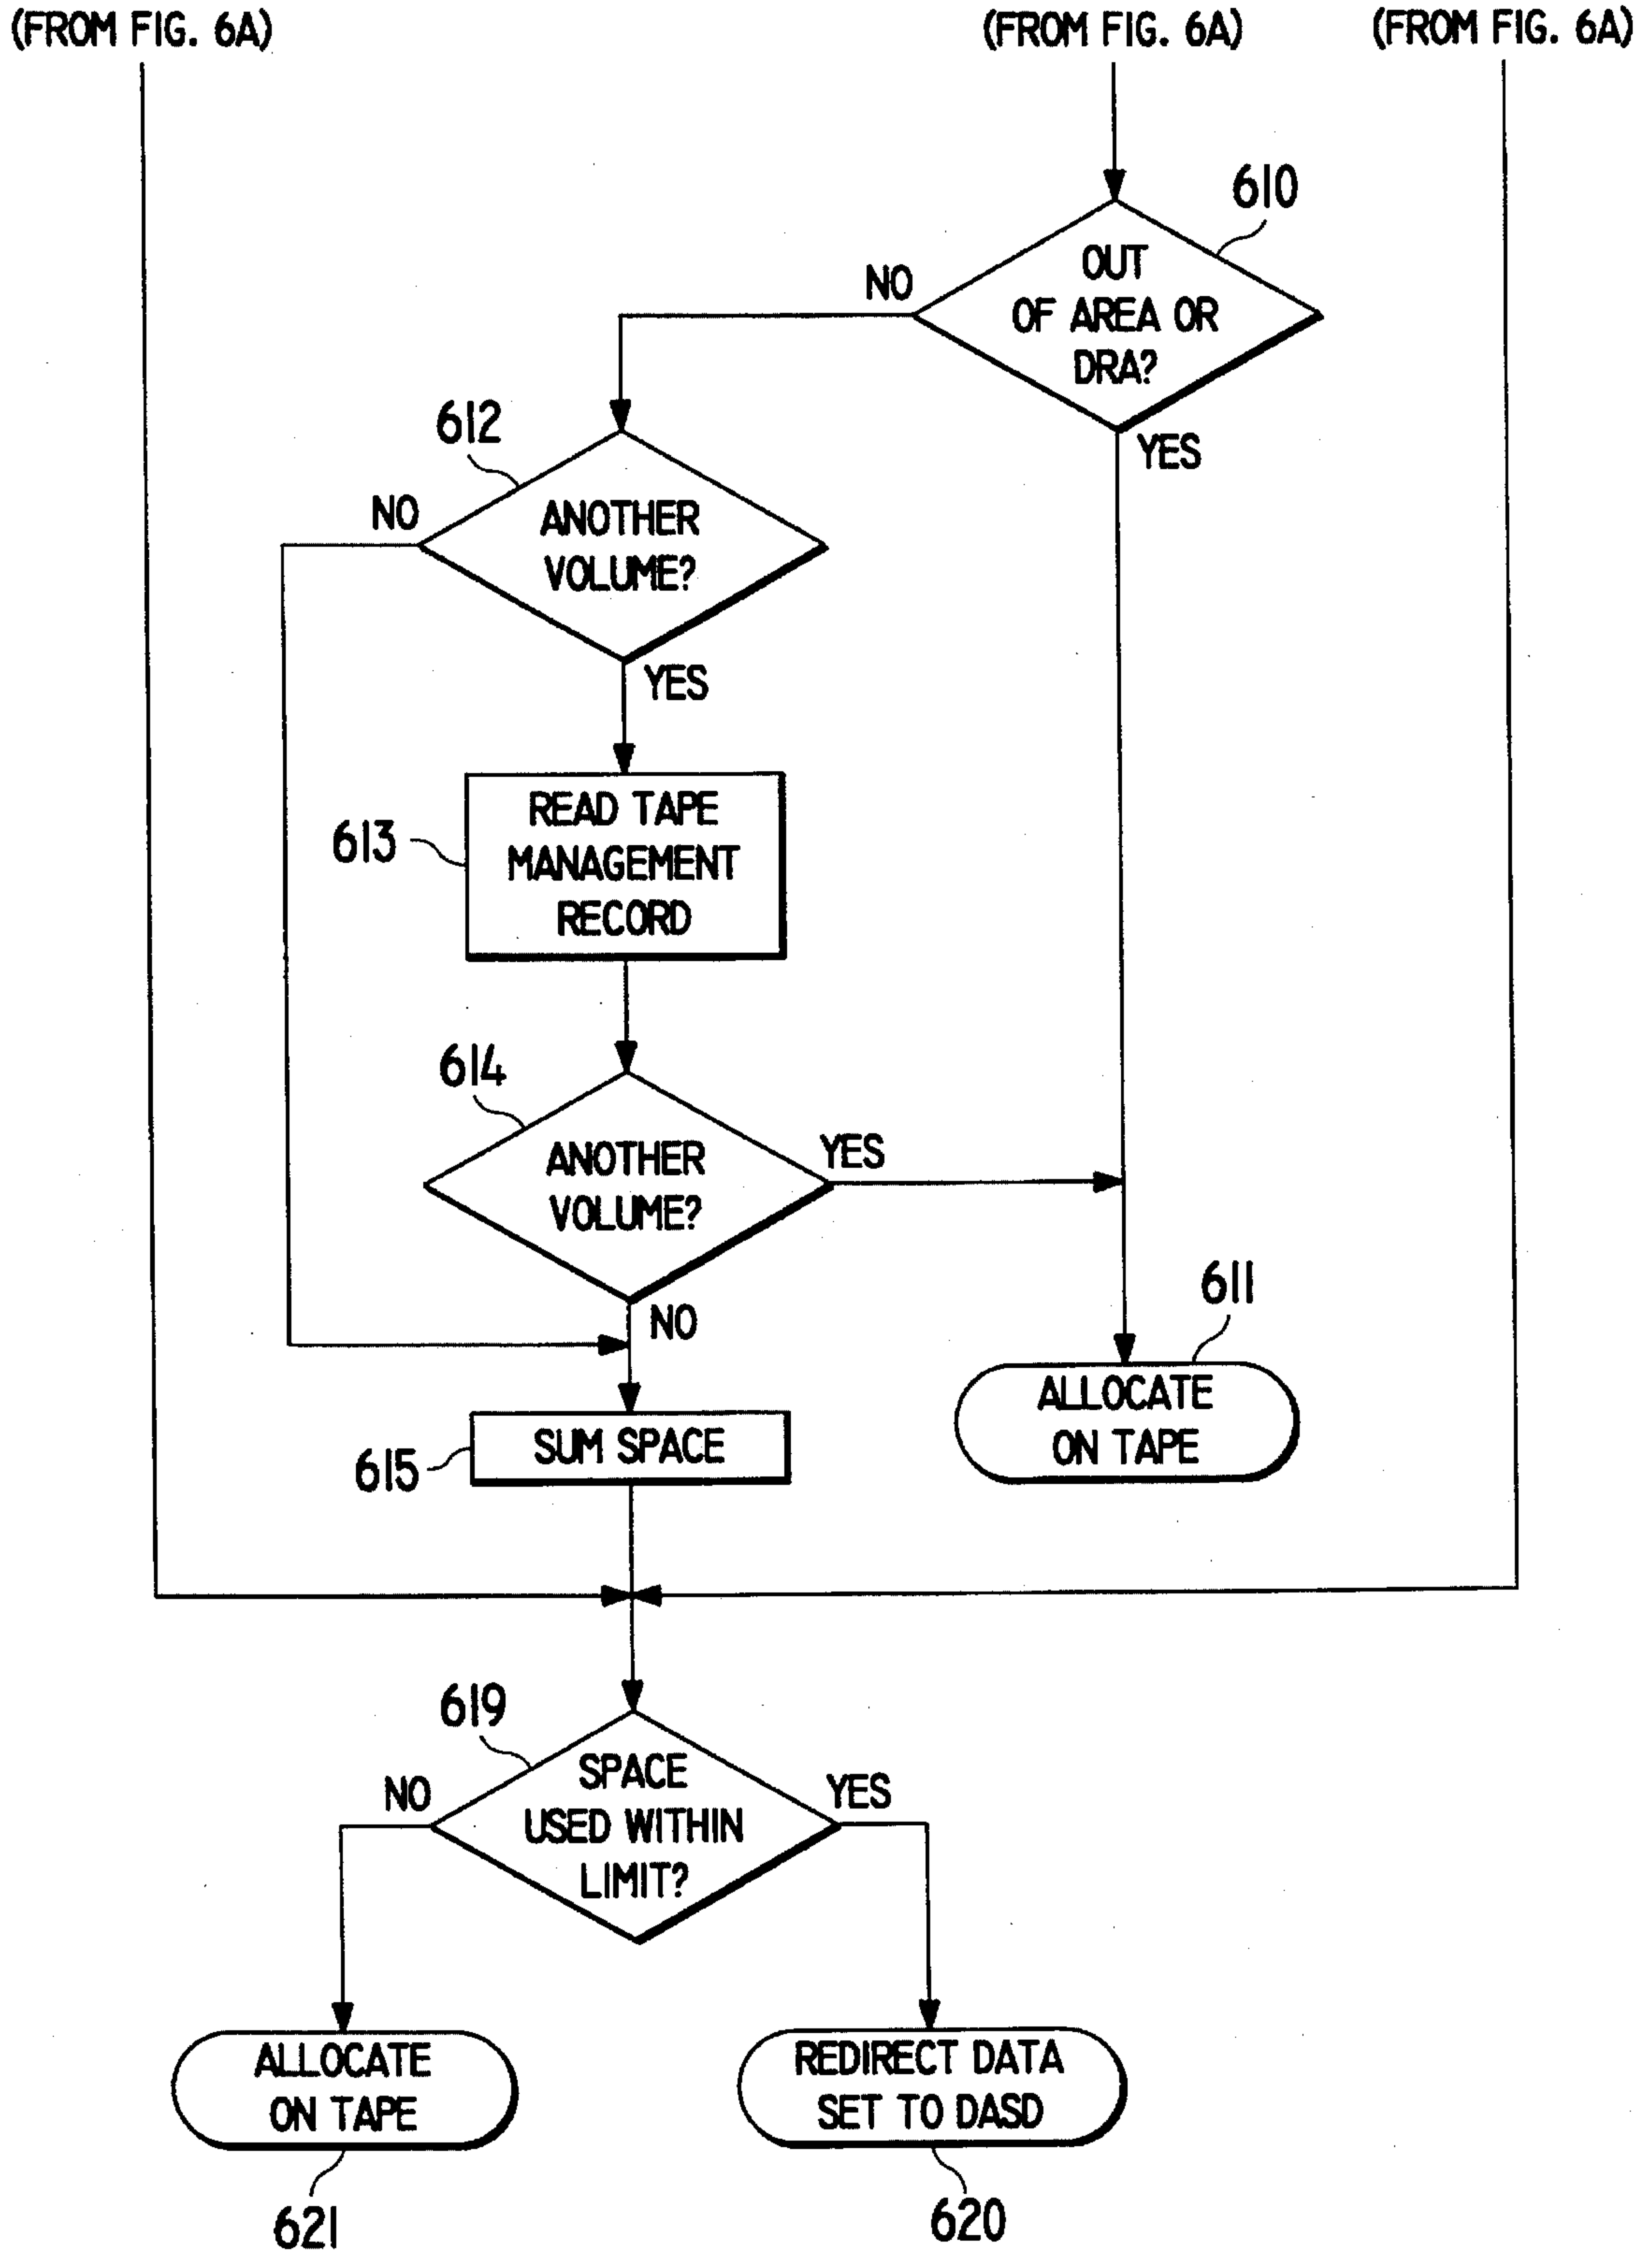 (FROM FIG. 6A)
(FROM FIG. 6A)
(FROM FIG. 6A)
610
OUT
OF AREA OR
DRA?
NO
YES
612
NO
ANOTHER
VOLUME?
YES
READ TAPE
MANAGEMENT
RECORD
613
614
ANOTHER
VOLUME?
YES
NO
611
ALLOCATE
ON TAPE
SUM SPACE
615
619
NO
SPACE
USED WITHIN
LIMIT?
YES
ALLOCATE
ON TAPE
REDIRECT DATA
SET TO DASD
621
620